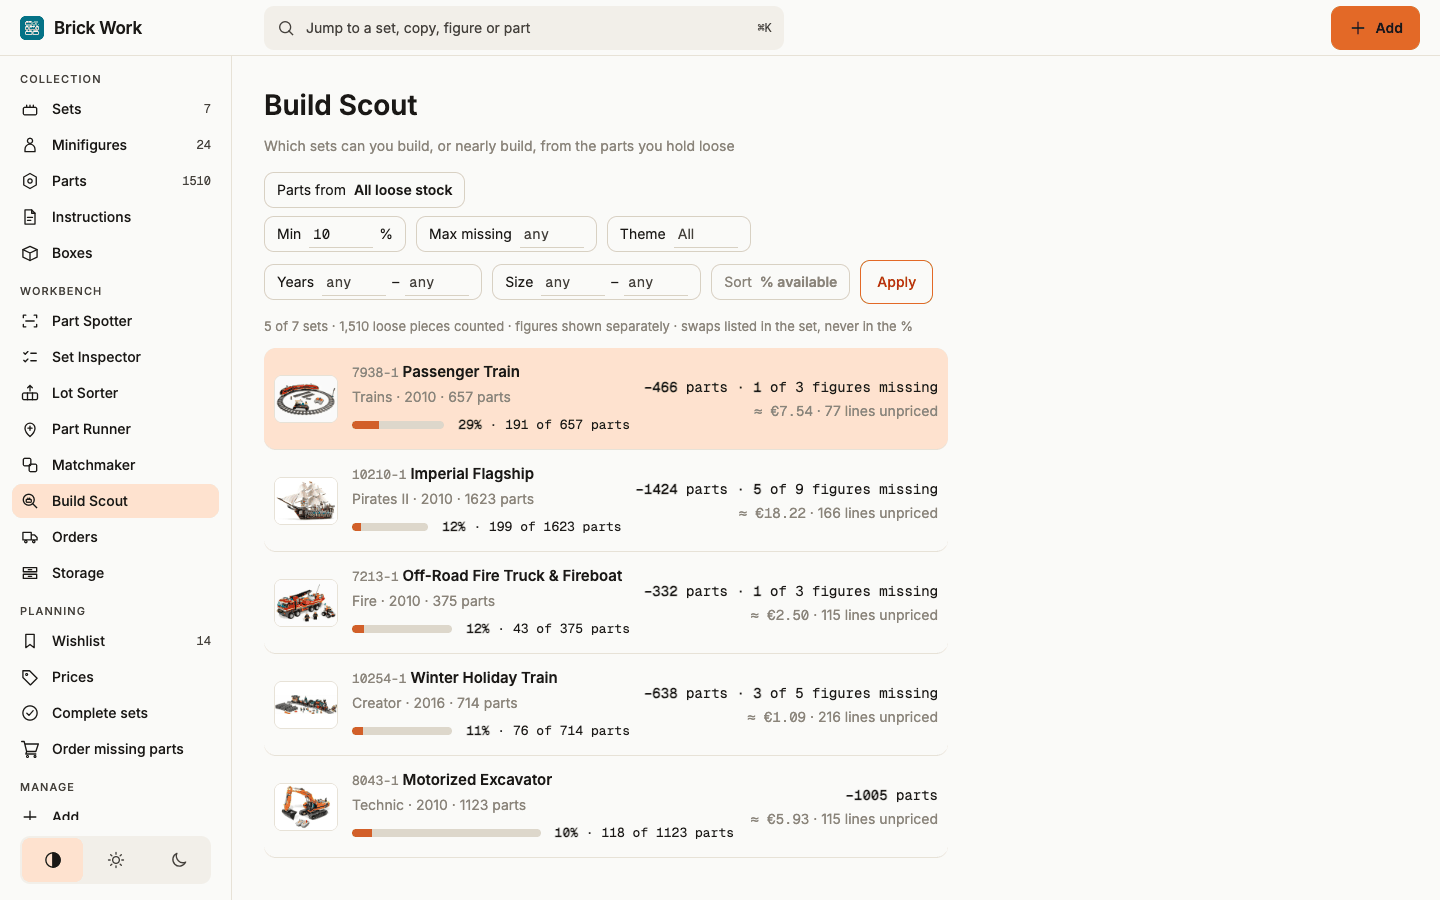 Brick Work
Jump to a set, copy, figure or part ⌘K
Add
COLLECTION
Sets 7
Minifigures 24
Parts 1510
Instructions
Boxes
WORKBENCH
Part Spotter
Set Inspector
Lot Sorter
Part Runner
Matchmaker
Build Scout
Orders
Storage
PLANNING
Wishlist 14
Prices
Complete sets
Order missing parts
MANAGE
Add
Build Scout
Which sets can you build, or nearly build, from the parts you hold loose
Parts from All loose stock
Min 10 % Max missing any Theme All
Years any – any Size any – any Sort % available Apply
5 of 7 sets · 1,510 loose pieces counted · figures shown separately · swaps listed in the set, never in the %
7938-1 Passenger Train
Trains · 2010 · 657 parts
29% · 191 of 657 parts
−466 parts · 1 of 3 figures missing
≈ €7.54 · 77 lines unpriced
10210-1 Imperial Flagship
Pirates II · 2010 · 1623 parts
12% · 199 of 1623 parts
−1424 parts · 5 of 9 figures missing
≈ €18.22 · 166 lines unpriced
7213-1 Off-Road Fire Truck & Fireboat
Fire · 2010 · 375 parts
12% · 43 of 375 parts
−332 parts · 1 of 3 figures missing
≈ €2.50 · 115 lines unpriced
10254-1 Winter Holiday Train
Creator · 2016 · 714 parts
11% · 76 of 714 parts
−638 parts · 3 of 5 figures missing
≈ €1.09 · 216 lines unpriced
8043-1 Motorized Excavator
Technic · 2010 · 1123 parts
10% · 118 of 1123 parts
−1005 parts
≈ €5.93 · 115 lines unpriced